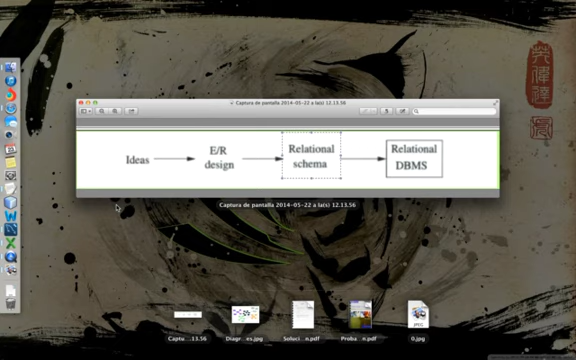 Captura de pantalla 2014-05-22 a la(s) 12.13.56
Ideas
E/R
design
Relational
schema
Relational
DBMS
Captura de pantalla 2014-05-22 a la(s) 12.13.56
Captu ...13.56
Diagr...es.jpg
Soluci...n.pdf
Proba...n.pdf
0.jpg